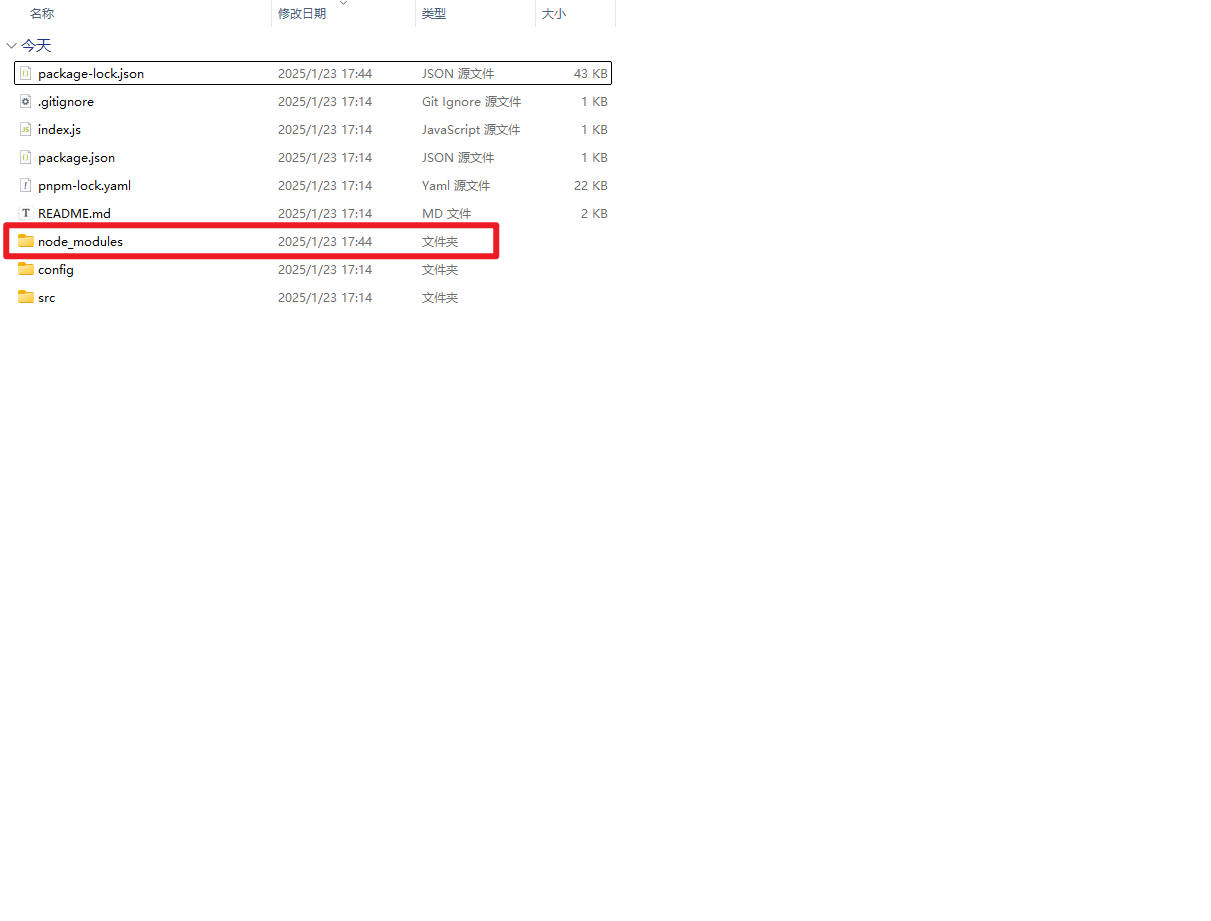 名称 修改日期 类型 大小
今天
package-lock.json 2025/1/23 17:44 JSON 源文件 43 KB
.gitignore 2025/1/23 17:14 Git Ignore 源文件 1 KB
index.js 2025/1/23 17:14 JavaScript 源文件 1 KB
package.json 2025/1/23 17:14 JSON 源文件 1 KB
pnpm-lock.yaml 2025/1/23 17:14 Yaml 源文件 22 KB
README.md 2025/1/23 17:14 MD 文件 2 KB
node_modules 2025/1/23 17:44 文件夹
config 2025/1/23 17:14 文件夹
src 2025/1/23 17:14 文件夹